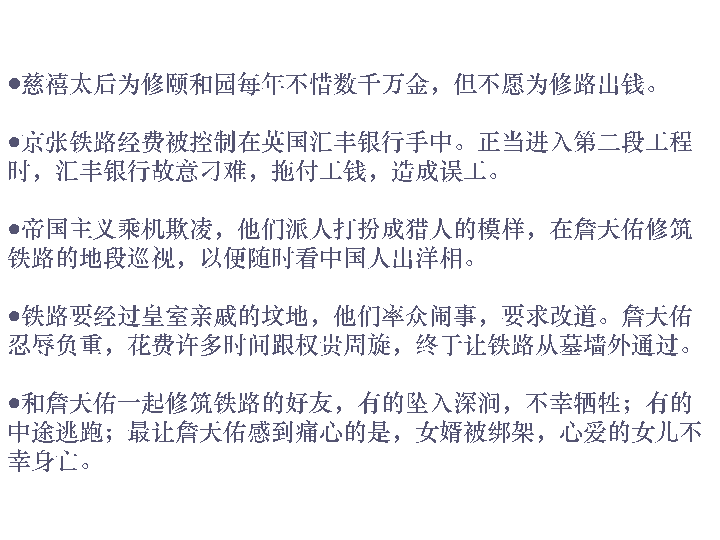 ●慈禧太后为修颐和园每年不惜数千万金，但不愿为修路出钱。
●京张铁路经费被控制在英国汇丰银行手中。正当进入第二段工程
时，汇丰银行故意刁难，拖付工钱，造成误工。
●帝国主义乘机欺凌，他们派人打扮成猎人的模样，在詹天佑修筑
铁路的地段巡视，以便随时看中国人出洋相。
●铁路要经过皇室亲戚的坟地，他们率众闹事，要求改道。詹天佑
忍辱负重，花费许多时间跟权贵周旋，终于让铁路从墓墙外通过。
●和詹天佑一起修筑铁路的好友，有的坠入深涧，不幸牺牲；有的
中途逃跑；最让詹天佑感到痛心的是，女婿被绑架，心爱的女儿不
幸身亡。